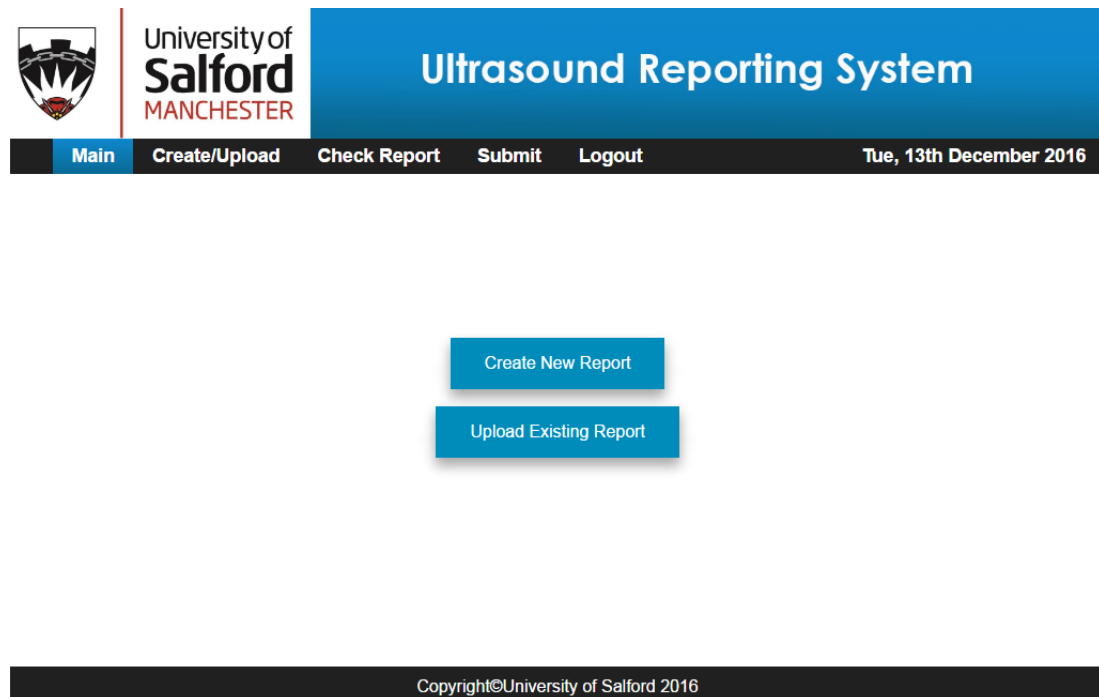 University of
Salford
MANCHESTER
Ultrasound Reporting System
Main Create/Upload Check Report Submit Logout Tue, 13th December 2016
Create New Report
Upload Existing Report
Copyright©University of Salford 2016